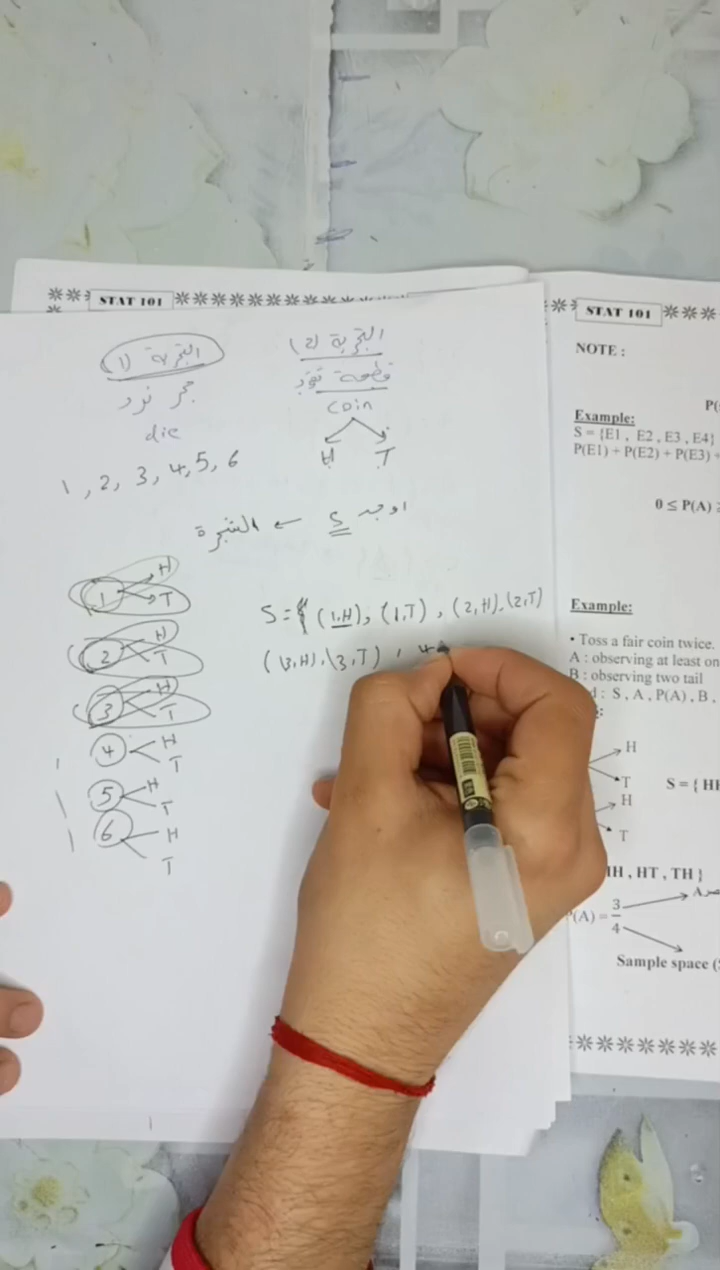 STAT 101
STAT 101
التجربة (1)
حجر نرد
die
1, 2, 3, 4, 5, 6
التجربة (2)
قطعة نقود
coin
H T
اوجد S ← الشجرة
1 H
T
2 H
T
3 H
T
4 H
T
5 H
T
6 H
T
S = { (1,H), (1,T), (2,H), (2,T)
(3,H), (3,T), 4
NOTE :
P(
Example:
S = {E1 , E2 , E3 , E4}
P(E1) + P(E2) + P(E3) +
0 ≤ P(A) ≥
Example:
• Toss a fair coin twice.
A : observing at least on
B : observing two tail
d : S , A , P(A) , B ,
H
T
S = { HH
H
T
HH , HT , TH }
P(A) = 3/4
Sample space (